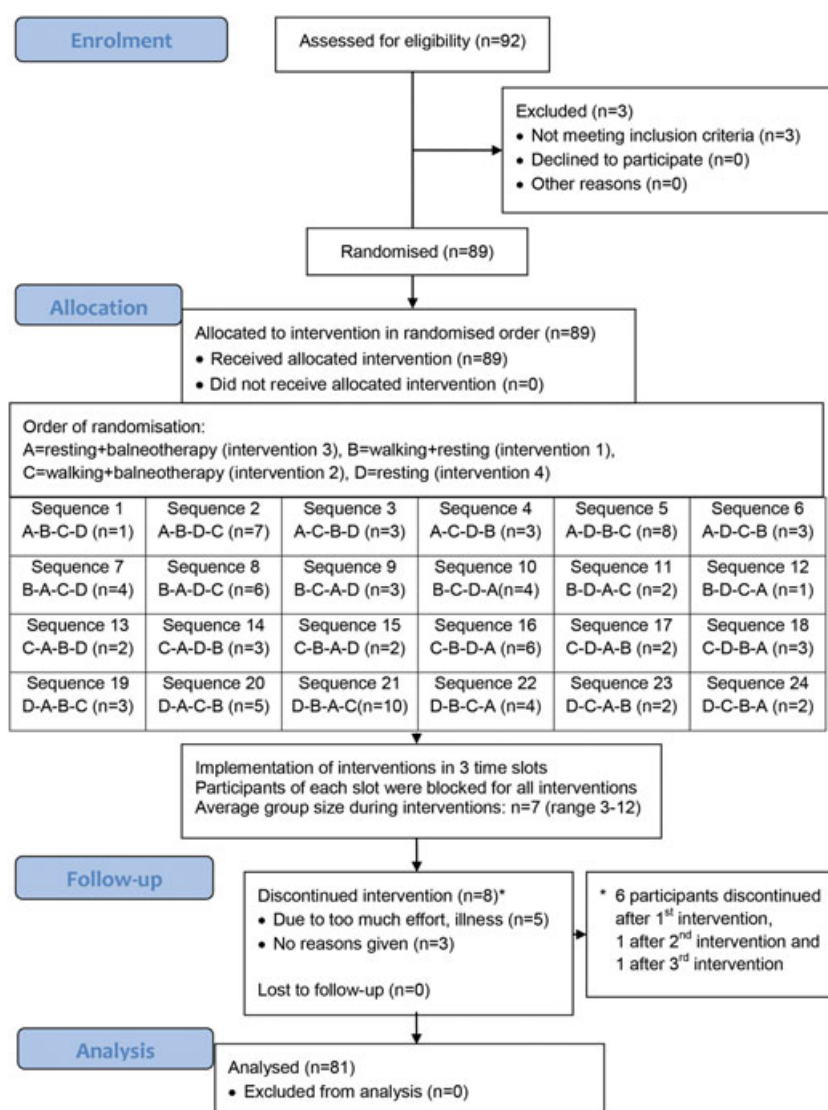 Enrolment
Assessed for eligibility (n=92)
Excluded (n=3)
• Not meeting inclusion criteria (n=3)
• Declined to participate (n=0)
• Other reasons (n=0)
Randomised (n=89)
Allocation
Allocated to intervention in randomised order (n=89)
• Received allocated intervention (n=89)
• Did not receive allocated intervention (n=0)
Order of randomisation:
A=resting+balneotherapy (intervention 3), B=walking+resting (intervention 1),
C=walking+balneotherapy (intervention 2), D=resting (intervention 4)
Sequence 1 Sequence 2 Sequence 3 Sequence 4 Sequence 5 Sequence 6
A-B-C-D (n=1) A-B-D-C (n=7) A-C-B-D (n=3) A-C-D-B (n=3) A-D-B-C (n=8) A-D-C-B (n=3)
Sequence 7 Sequence 8 Sequence 9 Sequence 10 Sequence 11 Sequence 12
B-A-C-D (n=4) B-A-D-C (n=6) B-C-A-D (n=3) B-C-D-A(n=4) B-D-A-C (n=2) B-D-C-A (n=1)
Sequence 13 Sequence 14 Sequence 15 Sequence 16 Sequence 17 Sequence 18
C-A-B-D (n=2) C-A-D-B (n=3) C-B-A-D (n=2) C-B-D-A (n=6) C-D-A-B (n=2) C-D-B-A (n=3)
Sequence 19 Sequence 20 Sequence 21 Sequence 22 Sequence 23 Sequence 24
D-A-B-C (n=3) D-A-C-B (n=5) D-B-A-C(n=10) D-B-C-A (n=4) D-C-A-B (n=2) D-C-B-A (n=2)
Implementation of interventions in 3 time slots
Participants of each slot were blocked for all interventions
Average group size during interventions: n=7 (range 3-12)
Follow-up
Discontinued intervention (n=8)*
• Due to too much effort, illness (n=5)
• No reasons given (n=3)
Lost to follow-up (n=0)
* 6 participants discontinued
after 1st intervention,
1 after 2nd intervention and
1 after 3rd intervention
Analysis
Analysed (n=81)
• Excluded from analysis (n=0)